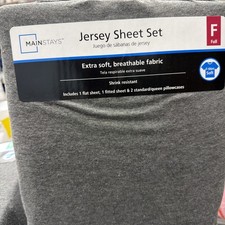 MAINSTAYS
Jersey Sheet Set
Juego de sábanas de jersey
F
Full
Extra soft, breathable fabric
Tela respirable extra suave
Shrink resistant
Includes 1 flat sheet, 1 fitted sheet & 2 standard/queen pillowcases